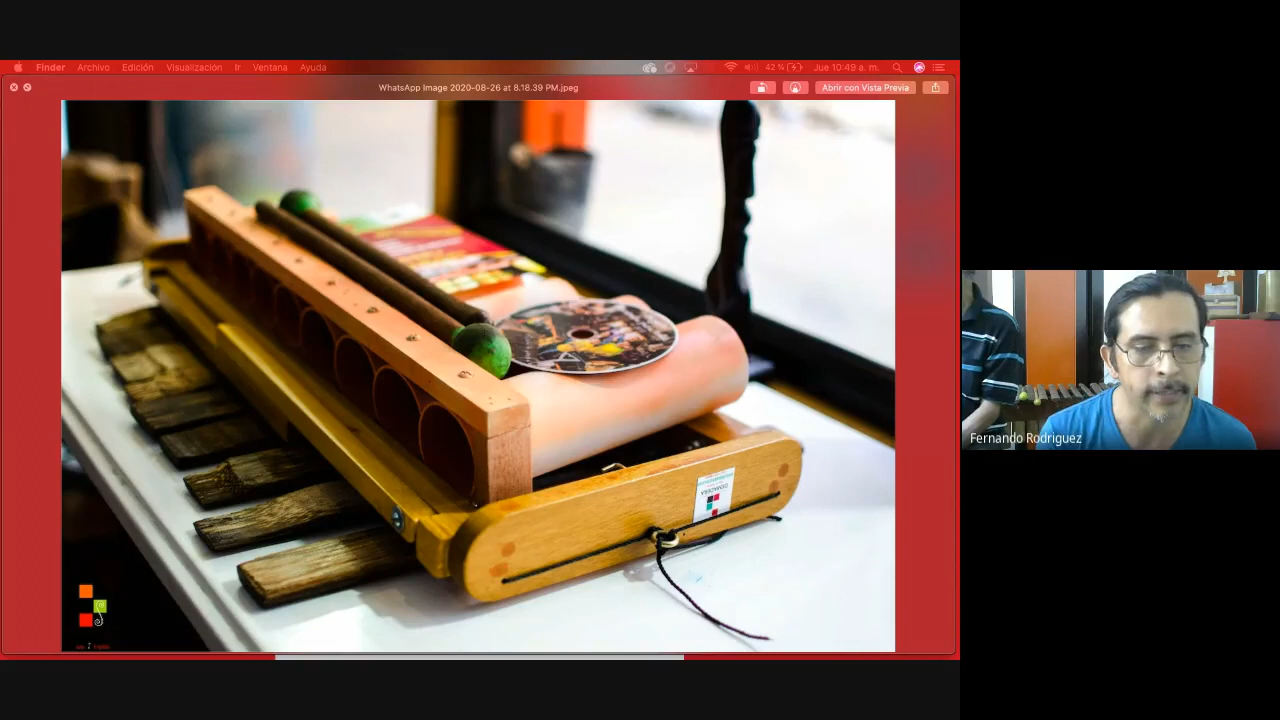 Finder Archivo Edición Visualización Ir Ventana Ayuda
42 % Jue 10:49 a. m.
WhatsApp Image 2020-08-26 at 8.18.39 PM.jpeg
Abrir con Vista Previa
Fernando Rodriguez